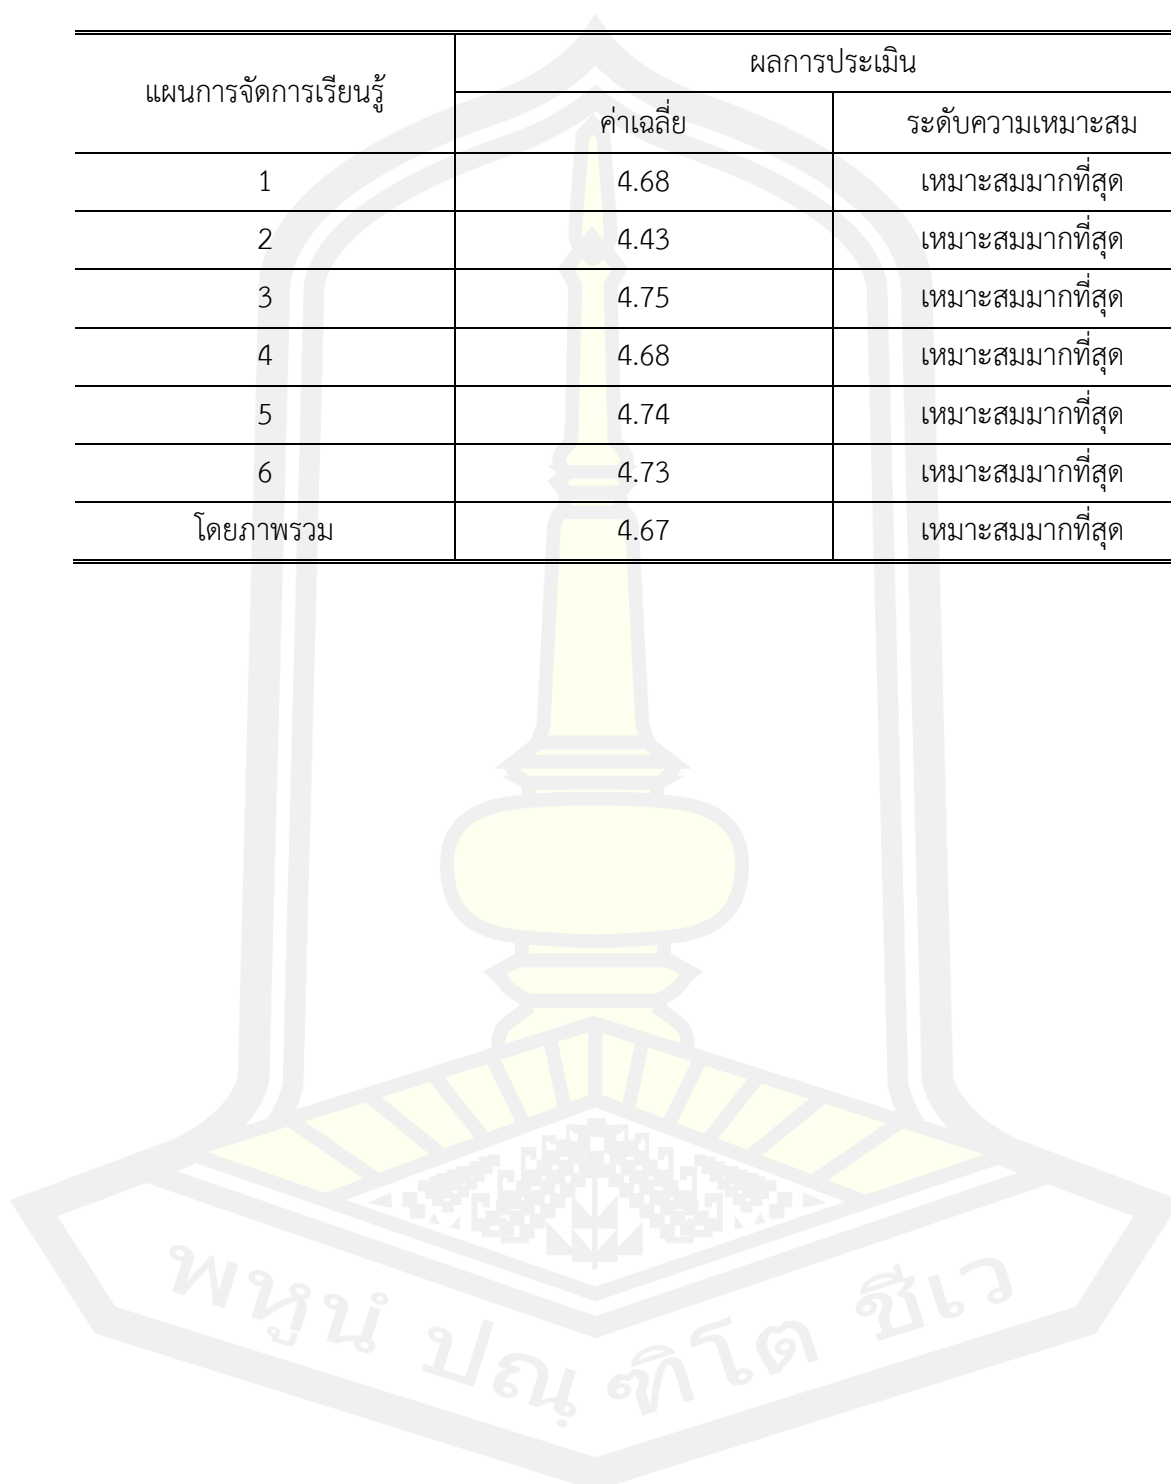 แผนการจัดการเรียนรู้ ผลการประเมิน
ค่าเฉลี่ย ระดับความเหมาะสม
1 4.68 เหมาะสมมากที่สุด
2 4.43 เหมาะสมมากที่สุด
3 4.75 เหมาะสมมากที่สุด
4 4.68 เหมาะสมมากที่สุด
5 4.74 เหมาะสมมากที่สุด
6 4.73 เหมาะสมมากที่สุด
โดยภาพรวม 4.67 เหมาะสมมากที่สุด
พหูนํ ปณฺฑิโต ชีเว